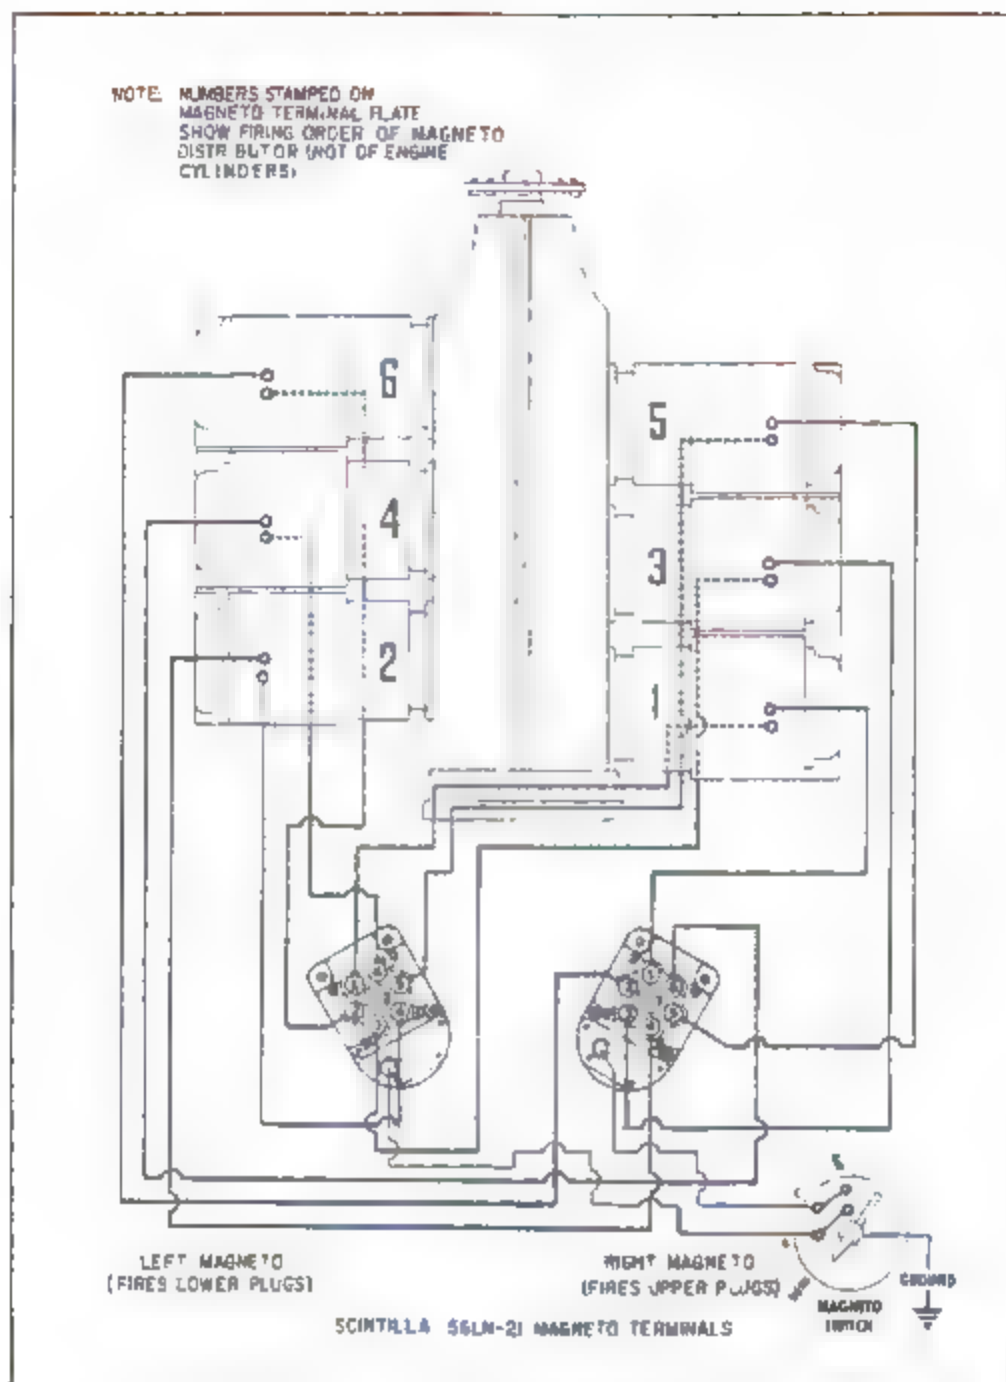 NOTE: NUMBERS STAMPED ON
MAGNETO TERMINAL PLATE
SHOW FIRING ORDER OF MAGNETO
DISTRIBUTOR (NOT OF ENGINE
CYLINDERS)
6
5
4
3
2
1
LEFT MAGNETO
(FIRES LOWER PLUGS)
RIGHT MAGNETO
(FIRES UPPER PLUGS)
GROUND
MAGNETO
SWITCH
SCINTILLA S6LN-21 MAGNETO TERMINALS